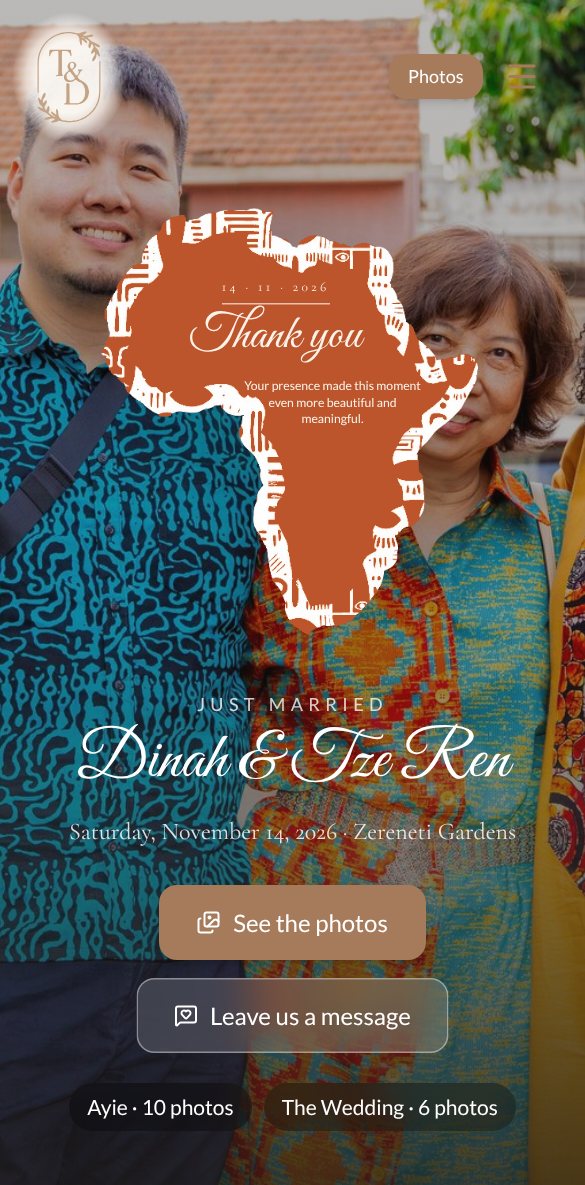 T&D
Photos
14 · 11 · 2026
Thank you
Your presence made this moment
even more beautiful and
meaningful.
JUST MARRIED
Dinah & Tze Ren
Saturday, November 14, 2026 · Zereneti Gardens
See the photos
Leave us a message
Ayie · 10 photos
The Wedding · 6 photos